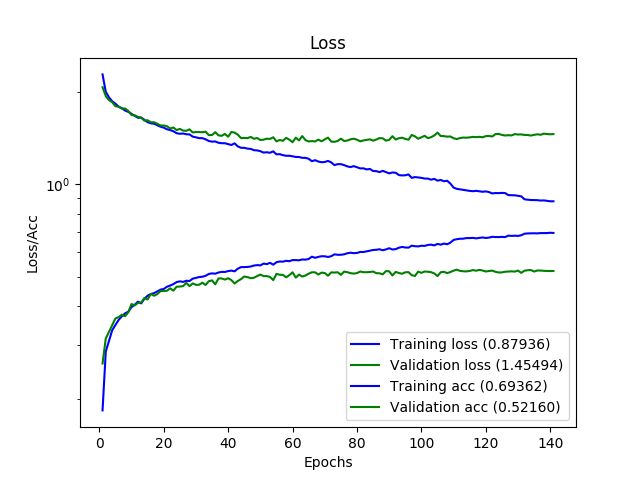 Loss
Loss/Acc
10⁰
Training loss (0.87936)
Validation loss (1.45494)
Training acc (0.69362)
Validation acc (0.52160)
0 20 40 60 80 100 120 140
Epochs